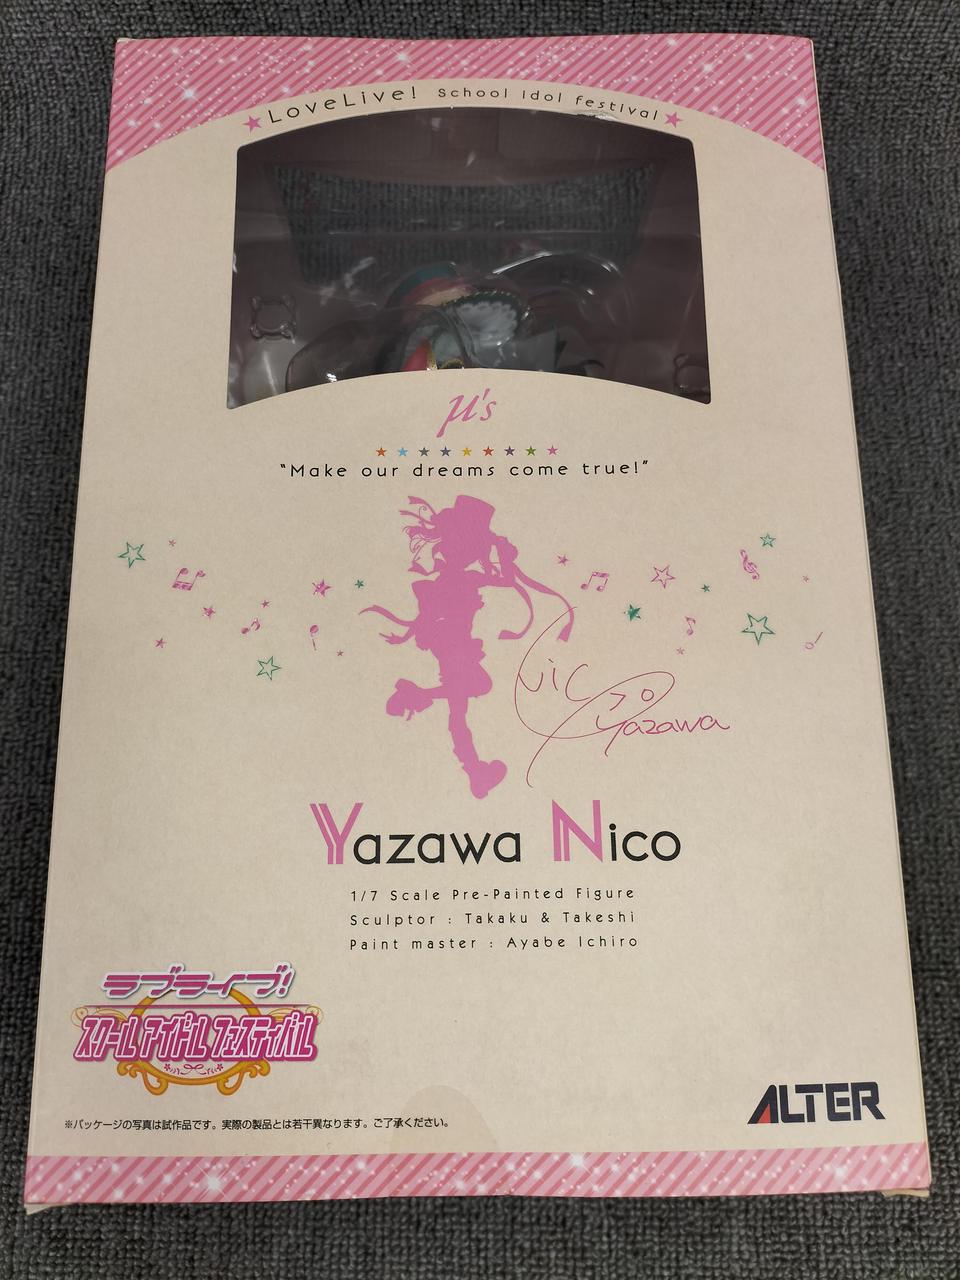 LoveLive! School idol festival
μ's
"Make our dreams come true!"
Nico
Yazawa
Yazawa Nico
1/7 Scale Pre-Painted Figure
Sculptor : Takaku & Takeshi
Paint master : Ayabe Ichiro
ラブライブ!
スクールアイドルフェスティバル
ALTER
※パッケージの写真は試作品です。実際の製品とは若干異なります。ご了承ください。